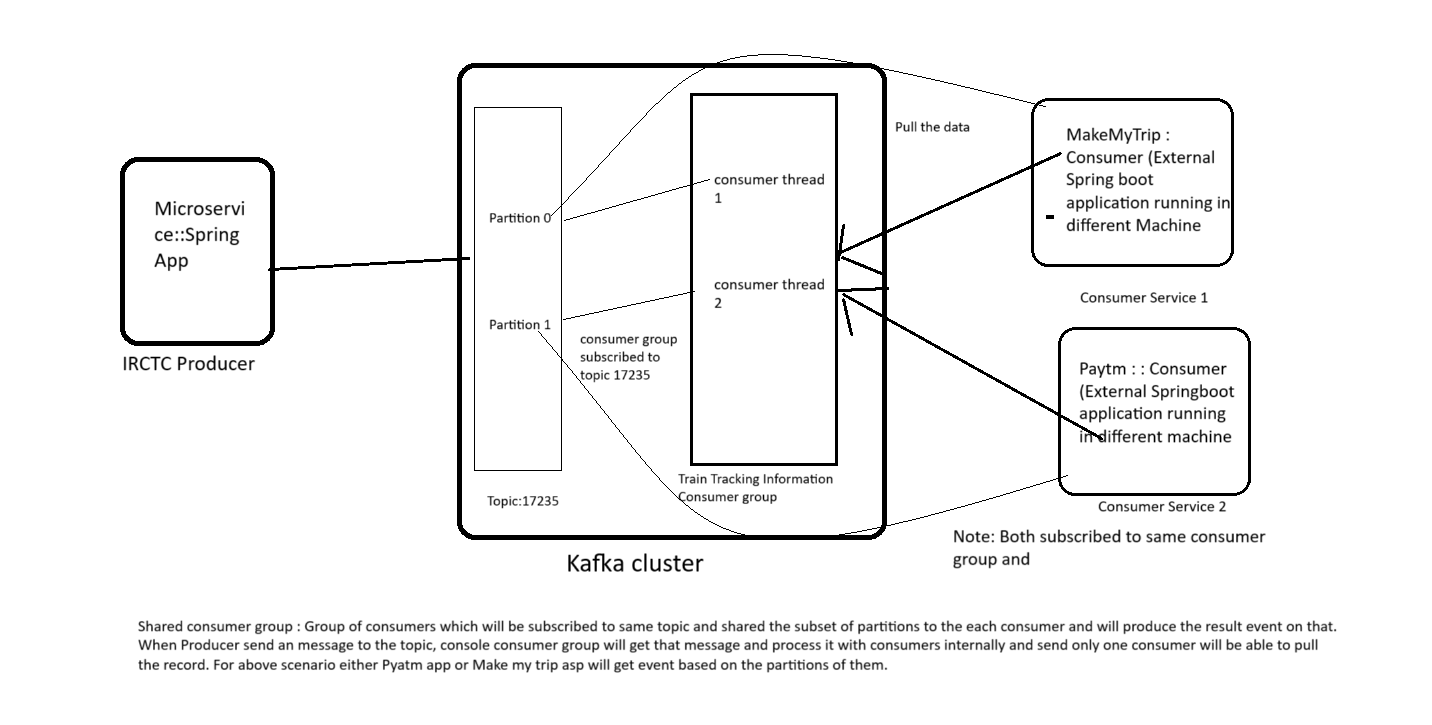 Microservi
ce::Spring
App
IRCTC Producer
Partition 0
Partition 1
Topic:17235
consumer group
subscribed to
topic 17235
consumer thread
1
consumer thread
2
Train Tracking Information
Consumer group
Kafka cluster
Pull the data
MakeMyTrip :
Consumer (External
Spring boot
application running in
different Machine
Consumer Service 1
Paytm : : Consumer
(External Springboot
application running
in different machine
Consumer Service 2
Note: Both subscribed to same consumer
group and
Shared consumer group : Group of consumers which will be subscribed to same topic and shared the subset of partitions to the each consumer and will produce the result event on that.
When Producer send an message to the topic, console consumer group will get that message and process it with consumers internally and send only one consumer will be able to pull
the record. For above scenario either Pyatm app or Make my trip asp will get event based on the partitions of them.